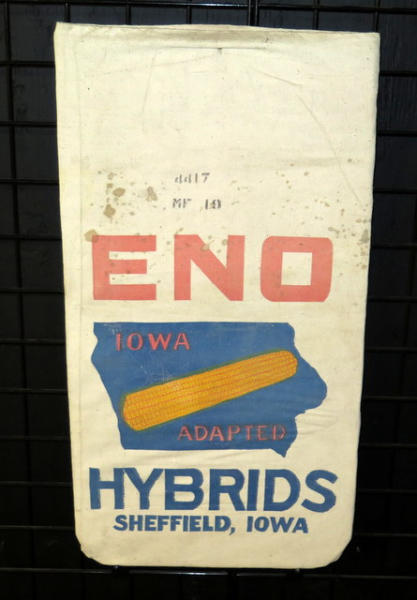 4417
MF 10
ENO
IOWA
ADAPTED
HYBRIDS
SHEFFIELD, IOWA